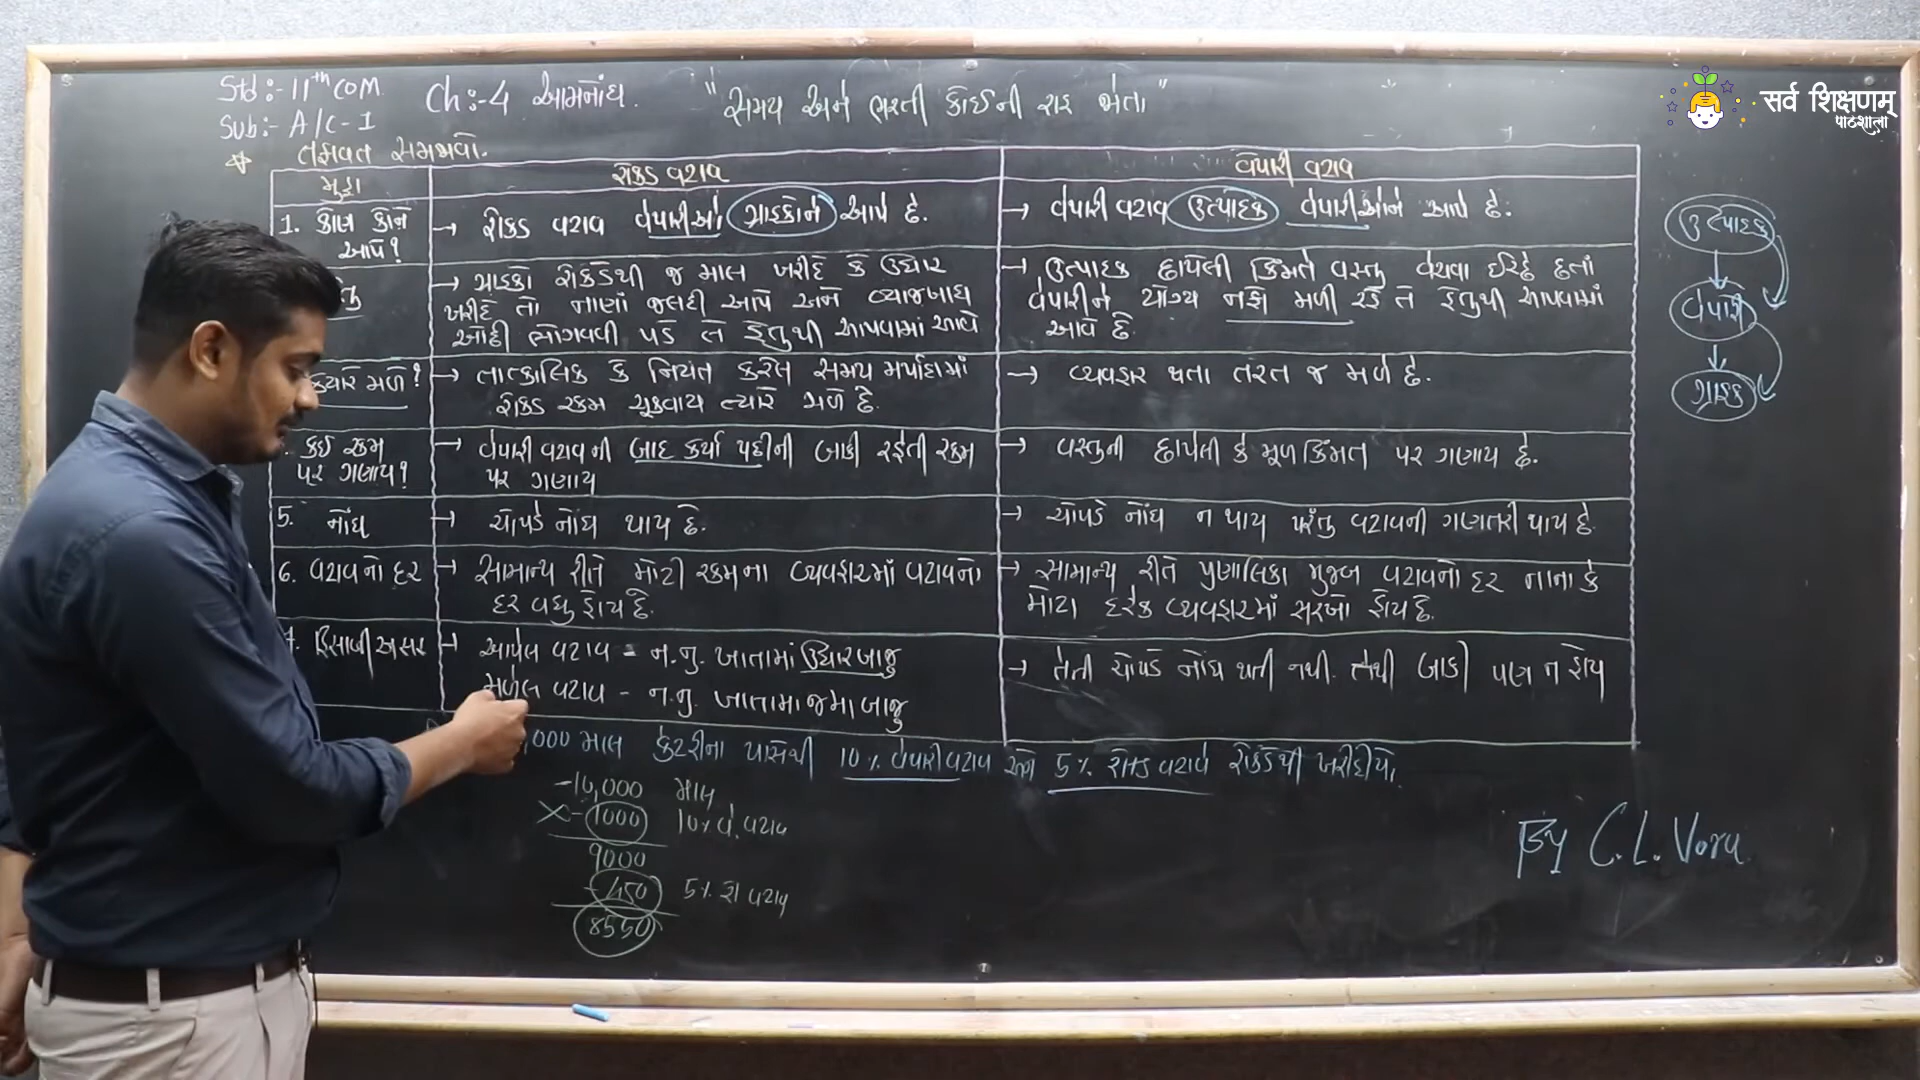 Std:- 11th COM.
Sub:- A/C-1
Ch:-4 આમનોંધ.
"સમય અને ભરતી કોઈની રાહ જોતા"
સર્વ શિક્ષણમ્
પાઠશાલા
તફાવત સમજાવો.
મુદ્દા
રોકડ વટાવ
વેપારી વટાવ
1. કોણ કોને આપે?
→ રોકડ વટાવ વેપારીઓ ગ્રાહકોને આપે છે.
→ વેપારી વટાવ ઉત્પાદક વેપારીઓને આપે છે.
→ ગ્રાહકો રોકડેથી જ માલ ખરીદે કે ઉધાર
ખરીદે તો નાણાં જલદી આપે અને વ્યાજખાધ
ઓછી ભોગવવી પડે તે હેતુથી આપવામાં આવે
→ ઉત્પાદક છાપેલી કિંમતે વસ્તુ વેચવા ઈચ્છે છતાં
વેપારીને યોગ્ય નફો મળી રહે તે હેતુથી આપવામાં
આવે છે.
ક્યારે મળે?
→ તાત્કાલિક કે નિયત કરેલ સમય મર્યાદામાં
રોકડ રકમ ચૂકવાય ત્યારે મળે છે.
→ વ્યવહાર થતા તરત જ મળે છે.
. કઈ રકમ
પર ગણાય?
→ વેપારી વટાવની બાદ કર્યા પછીની બાકી રહેતી રકમ
પર ગણાય
→ વસ્તુની છાપેલી કે મૂળ કિંમત પર ગણાય છે.
5. નોંધ
→ ચોપડે નોંધ થાય છે.
→ ચોપડે નોંધ ન થાય પરંતુ વટાવની ગણતરી થાય છે.
6. વટાવનો દર
→ સામાન્ય રીતે મોટી રકમના વ્યવહારમાં વટાવનો
દર વધુ હોય છે.
→ સામાન્ય રીતે પ્રણાલિકા મુજબ વટાવનો દર નાના કે
મોટા દરેક વ્યવહારમાં સરખો હોય છે.
7. હિસાબી અસર
→ આપેલ વટાવ - ન.નુ. ખાતામાં ઉધારબાજુ
મળેલ વટાવ - ન.નુ. ખાતામા જમા બાજુ
→ તેની ચોપડે નોંધ થતી નથી. તેથી બાકી પણ ન હોય
,000 માલ કેટરીના પાસેથી 10% વેપારી વટાવ અને 5% રોકડ વટાવે રોકડેથી ખરીદીયો.
-10,000 માલ
× - 1000 10% વે. વટાવ
9000
- 450 5% રો વટાવ
8550
ઉત્પાદક
વેપારી
ગ્રાહક
By C.L. Vora